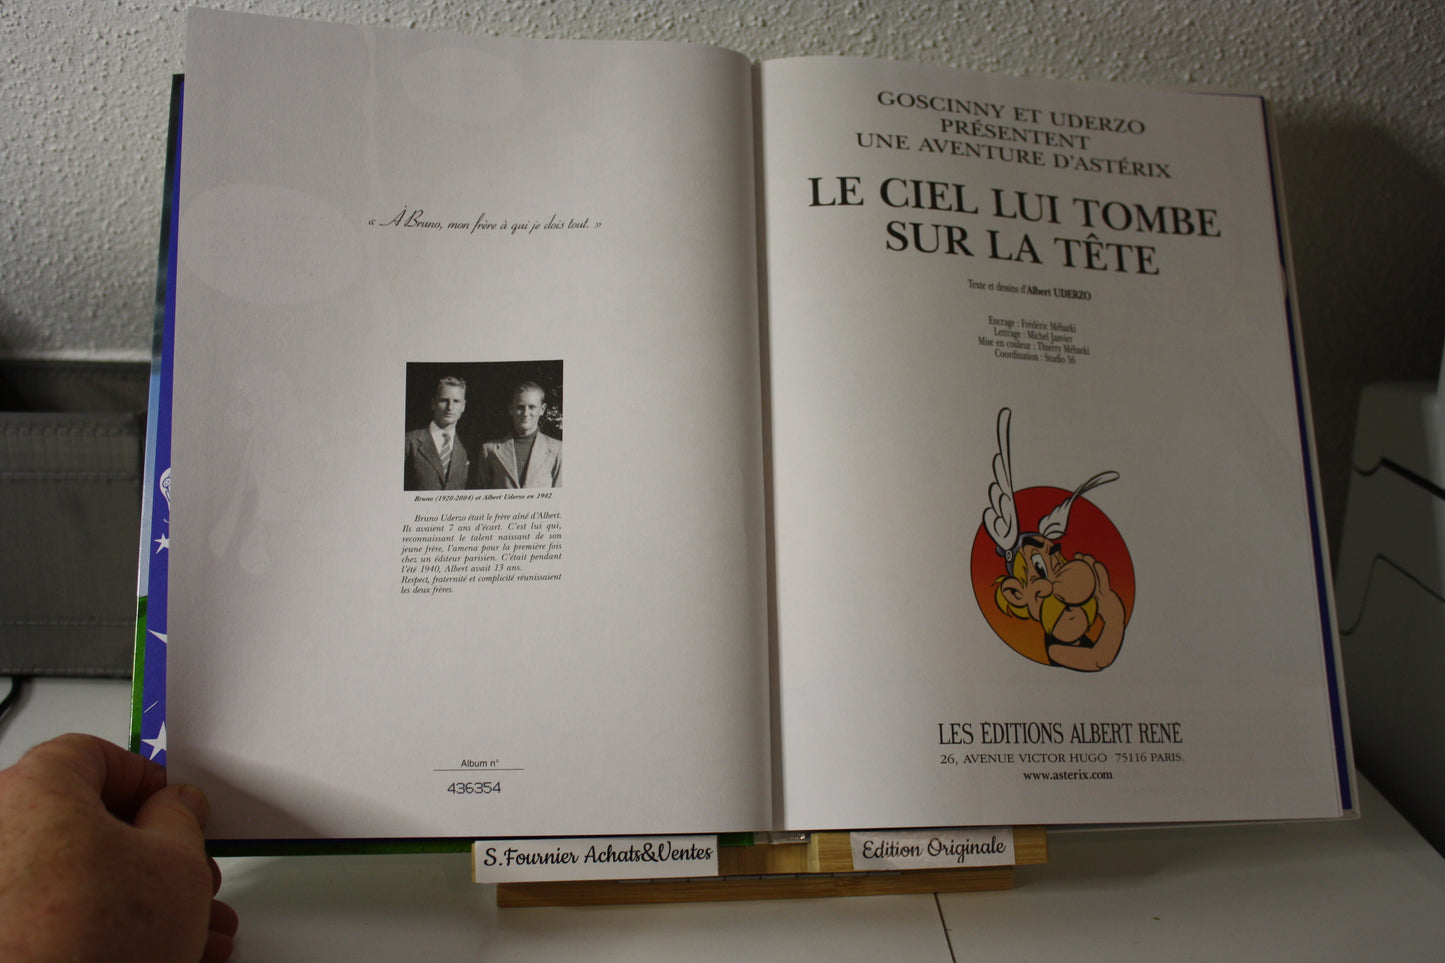 « À Bruno, mon frère à qui je dois tout. »
Bruno (1920-2004) et Albert Uderzo en 1942
Bruno Uderzo était le frère aîné d'Albert.
Ils avaient 7 ans d'écart. C'est lui qui,
reconnaissant le talent naissant de son
jeune frère, l'amena pour la première fois
chez un éditeur parisien. C'était pendant
l'été 1940, Albert avait 13 ans.
Respect, fraternité et complicité réunissaient
les deux frères.
Album n°
436354
GOSCINNY ET UDERZO
PRÉSENTENT
UNE AVENTURE D'ASTÉRIX
LE CIEL LUI TOMBE
SUR LA TÊTE
Texte et dessins d'Albert UDERZO
Encrage : Frédéric Mébarki
Lettrage : Michel Janvier
Mise en couleur : Thierry Mébarki
Coordination : Studio 56
LES ÉDITIONS ALBERT RENÉ
26, AVENUE VICTOR HUGO 75116 PARIS.
www.asterix.com
S.Fournier Achats&Ventes
Edition Originale